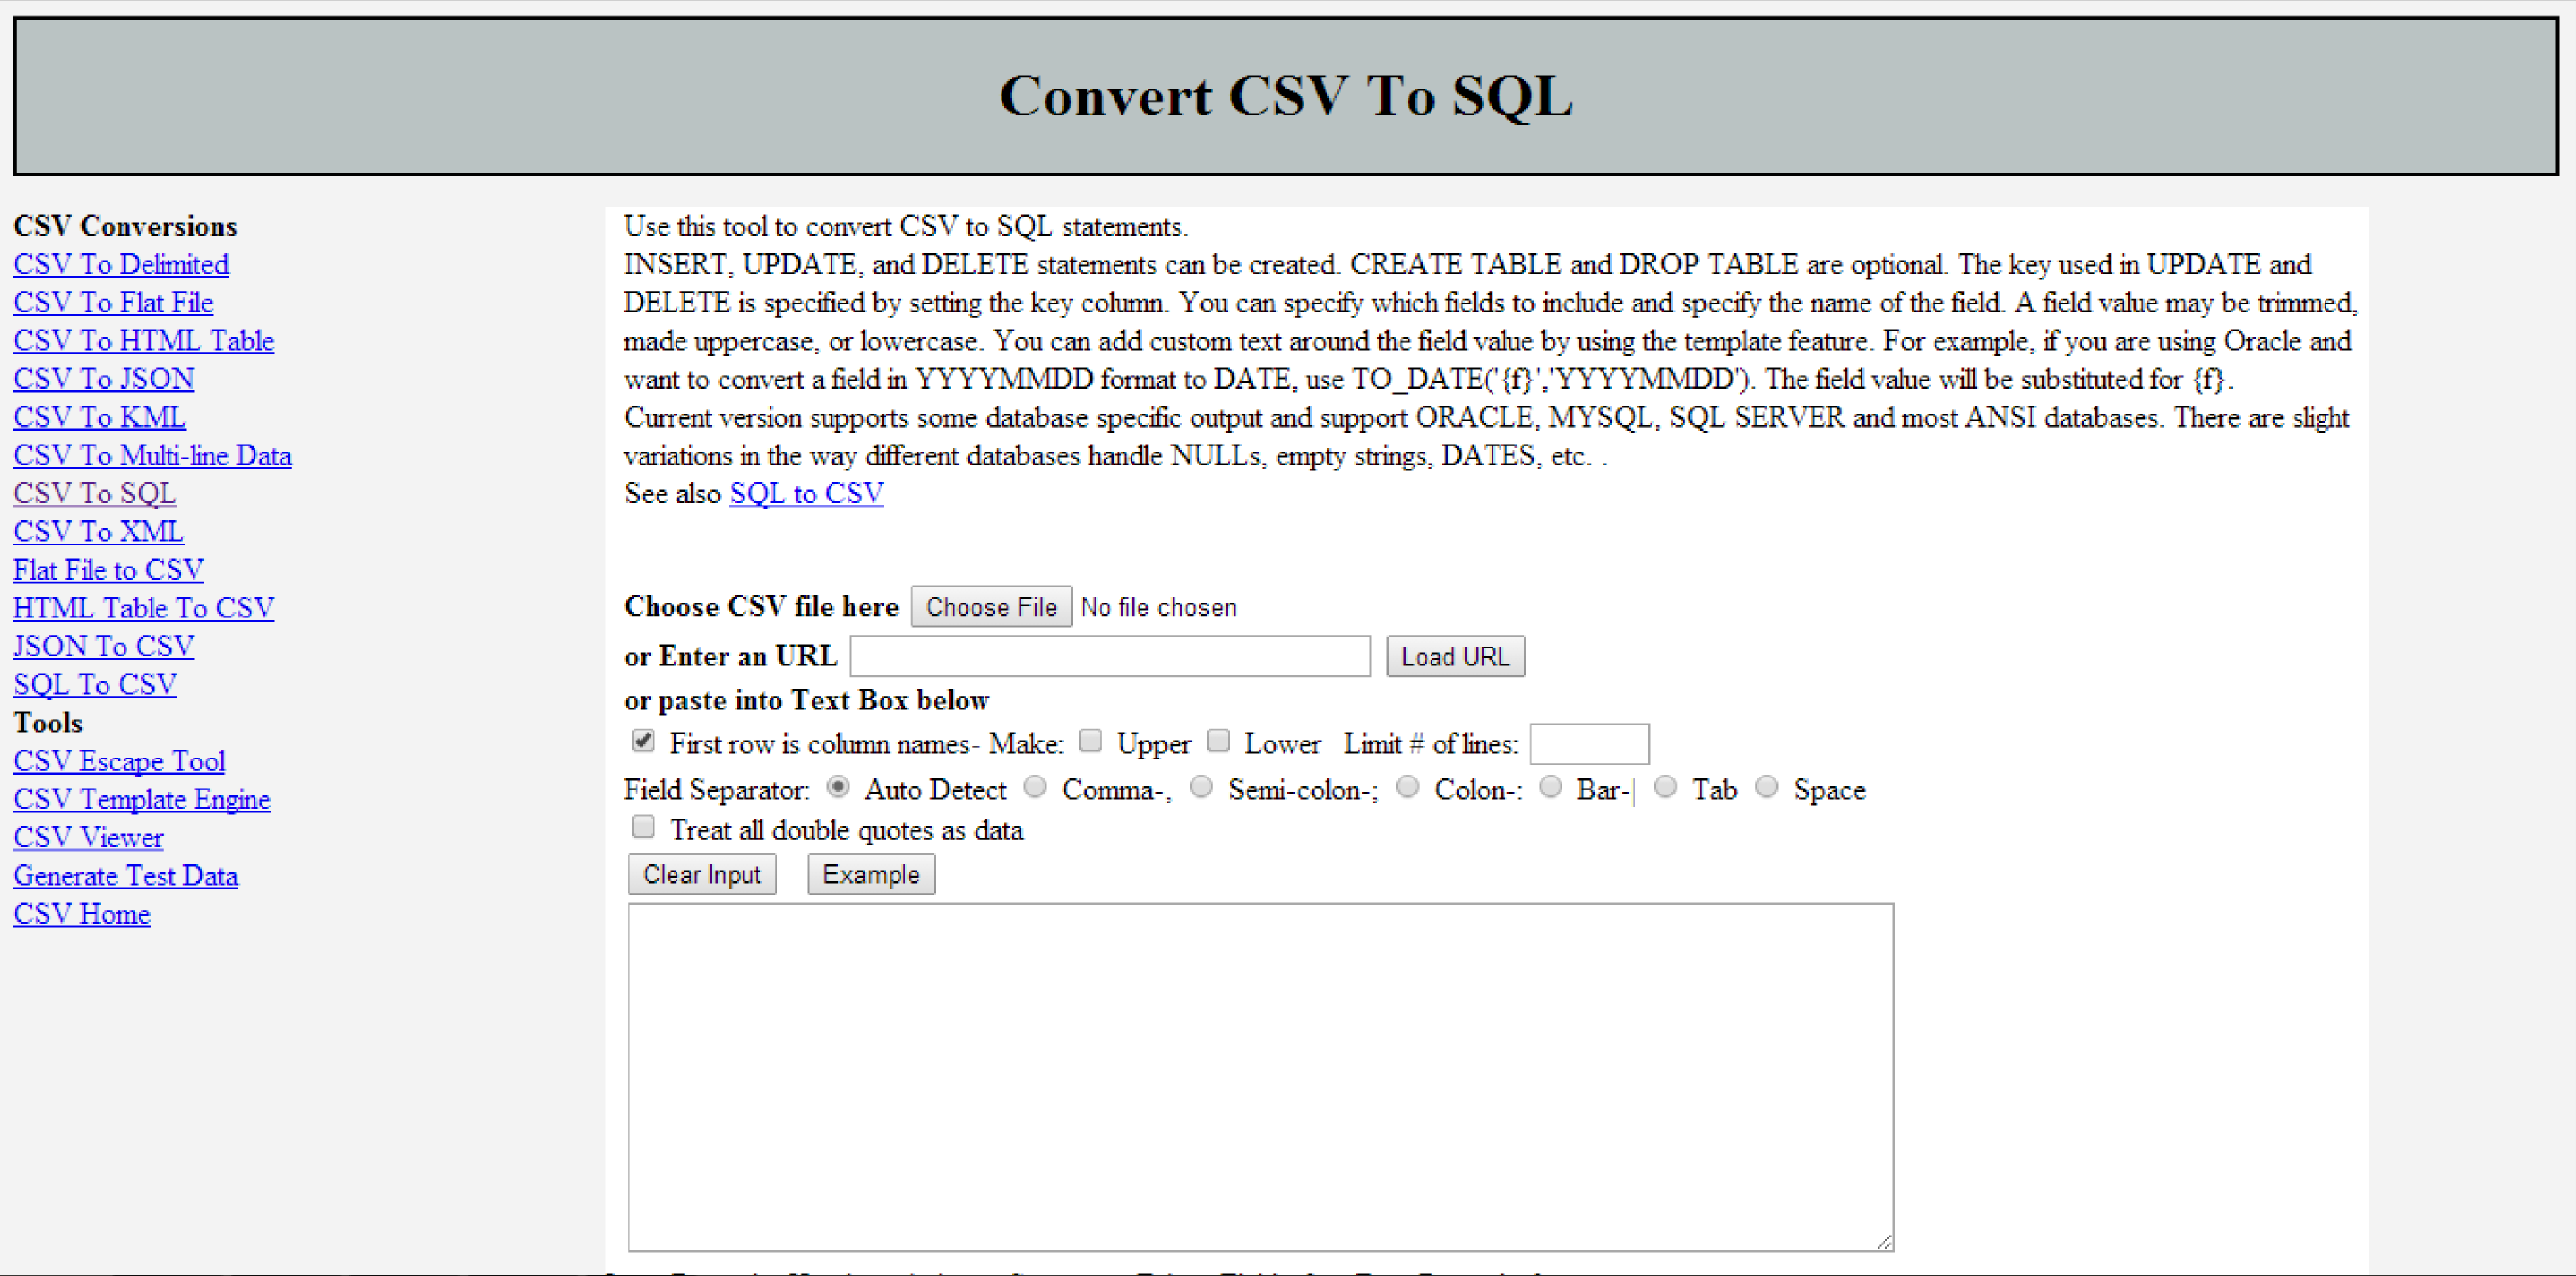 Convert CSV To SQL
CSV Conversions
CSV To Delimited
CSV To Flat File
CSV To HTML Table
CSV To JSON
CSV To KML
CSV To Multi-line Data
CSV To SQL
CSV To XML
Flat File to CSV
HTML Table To CSV
JSON To CSV
SQL To CSV
Tools
CSV Escape Tool
CSV Template Engine
CSV Viewer
Generate Test Data
CSV Home
Use this tool to convert CSV to SQL statements.
INSERT, UPDATE, and DELETE statements can be created. CREATE TABLE and DROP TABLE are optional. The key used in UPDATE and
DELETE is specified by setting the key column. You can specify which fields to include and specify the name of the field. A field value may be trimmed,
made uppercase, or lowercase. You can add custom text around the field value by using the template feature. For example, if you are using Oracle and
want to convert a field in YYYYMMDD format to DATE, use TO_DATE('{f}','YYYYMMDD'). The field value will be substituted for {f}.
Current version supports some database specific output and support ORACLE, MYSQL, SQL SERVER and most ANSI databases. There are slight
variations in the way different databases handle NULLs, empty strings, DATES, etc. .
See also SQL to CSV
Choose CSV file here Choose File No file chosen
or Enter an URL Load URL
or paste into Text Box below
First row is column names- Make: Upper Lower Limit # of lines:
Field Separator: Auto Detect Comma-, Semi-colon-; Colon-: Bar-| Tab Space
Treat all double quotes as data
Clear Input Example